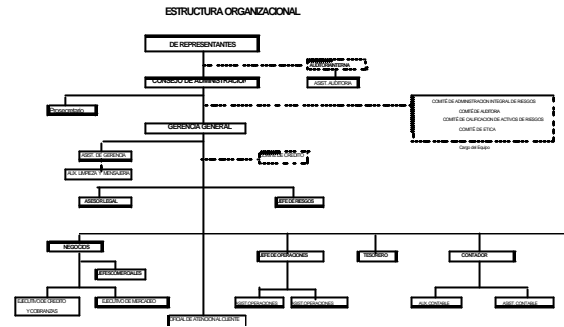 ESTRUCTURA ORGANIZACIONAL
DE REPRESENTANTES
AUDITORIA INTERNA
CONSEJO DE ADMINISTRACION
ASIST. AUDITORIA
Prosecretario
COMITÉ DE ADMINISTRACION INTEGRAL DE RIESGOS
COMITÉ DE AUDITORIA
COMITÉ DE CALIFICACION DE ACTIVOS DE RIESGOS
COMITÉ DE ETICA
Cargo del Equipo
GERENCIA GENERAL
ASIST. DE GERENCIA
COMITE DE CREDITO
AUX. LIMPIEZA Y MENSAJERIA
ASESOR LEGAL
JEFE DE RIESGOS
NEGOCIOS
JEFE DE OPERACIONES
TESORERO
CONTADOR
JEFES COMERCIALES
EJECUTIVO DE CREDITO
Y COBRANZAS
EJECUTIVO DE MERCADEO
ASIST. OPERACIONES
ASIST. OPERACIONES
AUX. CONTABLE
ASIST. CONTABLE
OFICIAL DE ATENCION AL CLIENTE